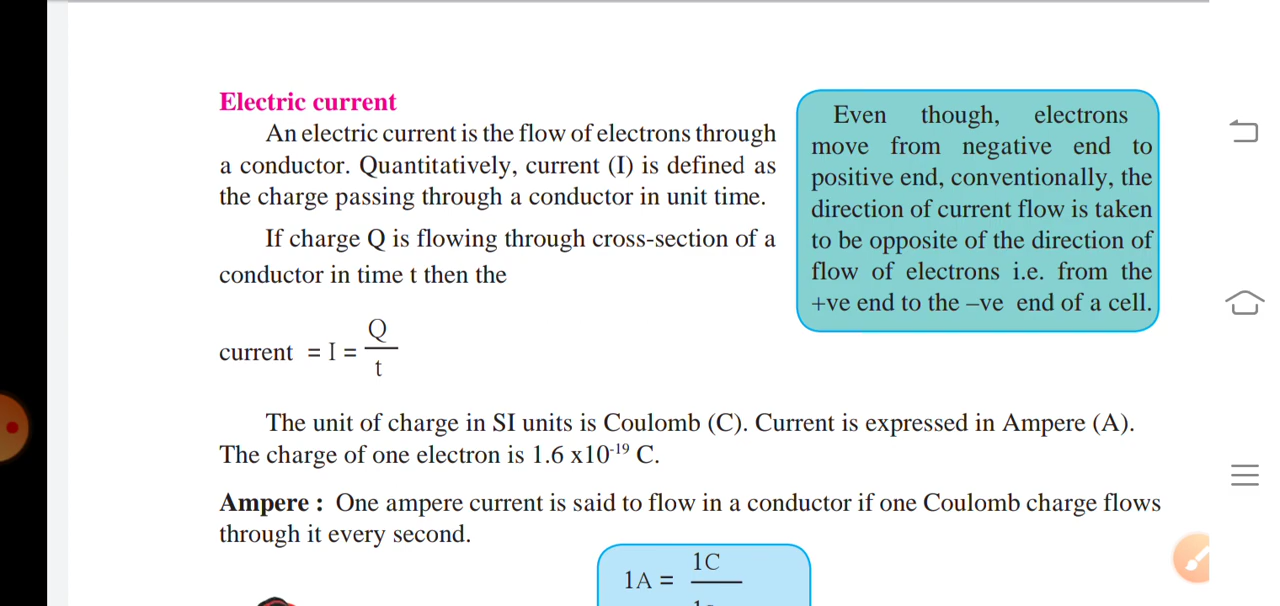 Electric current
An electric current is the flow of electrons through
a conductor. Quantitatively, current (I) is defined as
the charge passing through a conductor in unit time.
If charge Q is flowing through cross-section of a
conductor in time t then the
current = I = Q
t
Even though, electrons
move from negative end to
positive end, conventionally, the
direction of current flow is taken
to be opposite of the direction of
flow of electrons i.e. from the
+ve end to the –ve end of a cell.
The unit of charge in SI units is Coulomb (C). Current is expressed in Ampere (A).
The charge of one electron is 1.6 x10⁻¹⁹ C.
Ampere : One ampere current is said to flow in a conductor if one Coulomb charge flows
through it every second.
1A = 1C